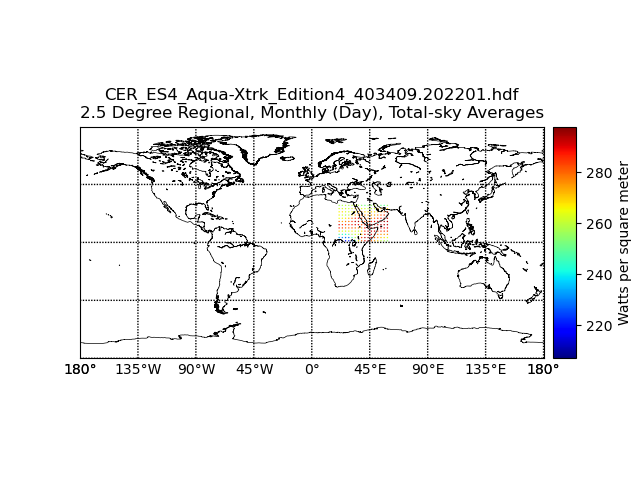 CER_ES4_Aqua-Xtrk_Edition4_403409.202201.hdf
2.5 Degree Regional, Monthly (Day), Total-sky Averages
280
260
240
220
Watts per square meter
180° 135°W 90°W 45°W 0° 45°E 90°E 135°E 180°